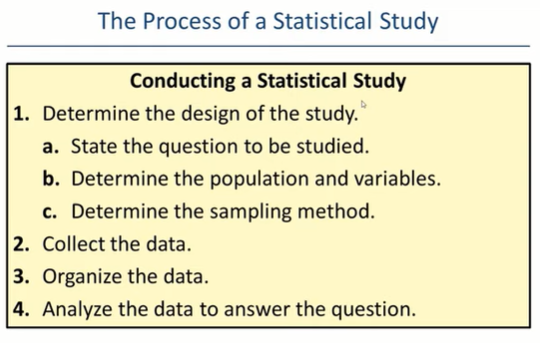 The Process of a Statistical Study
Conducting a Statistical Study
1. Determine the design of the study.
a. State the question to be studied.
b. Determine the population and variables.
c. Determine the sampling method.
2. Collect the data.
3. Organize the data.
4. Analyze the data to answer the question.